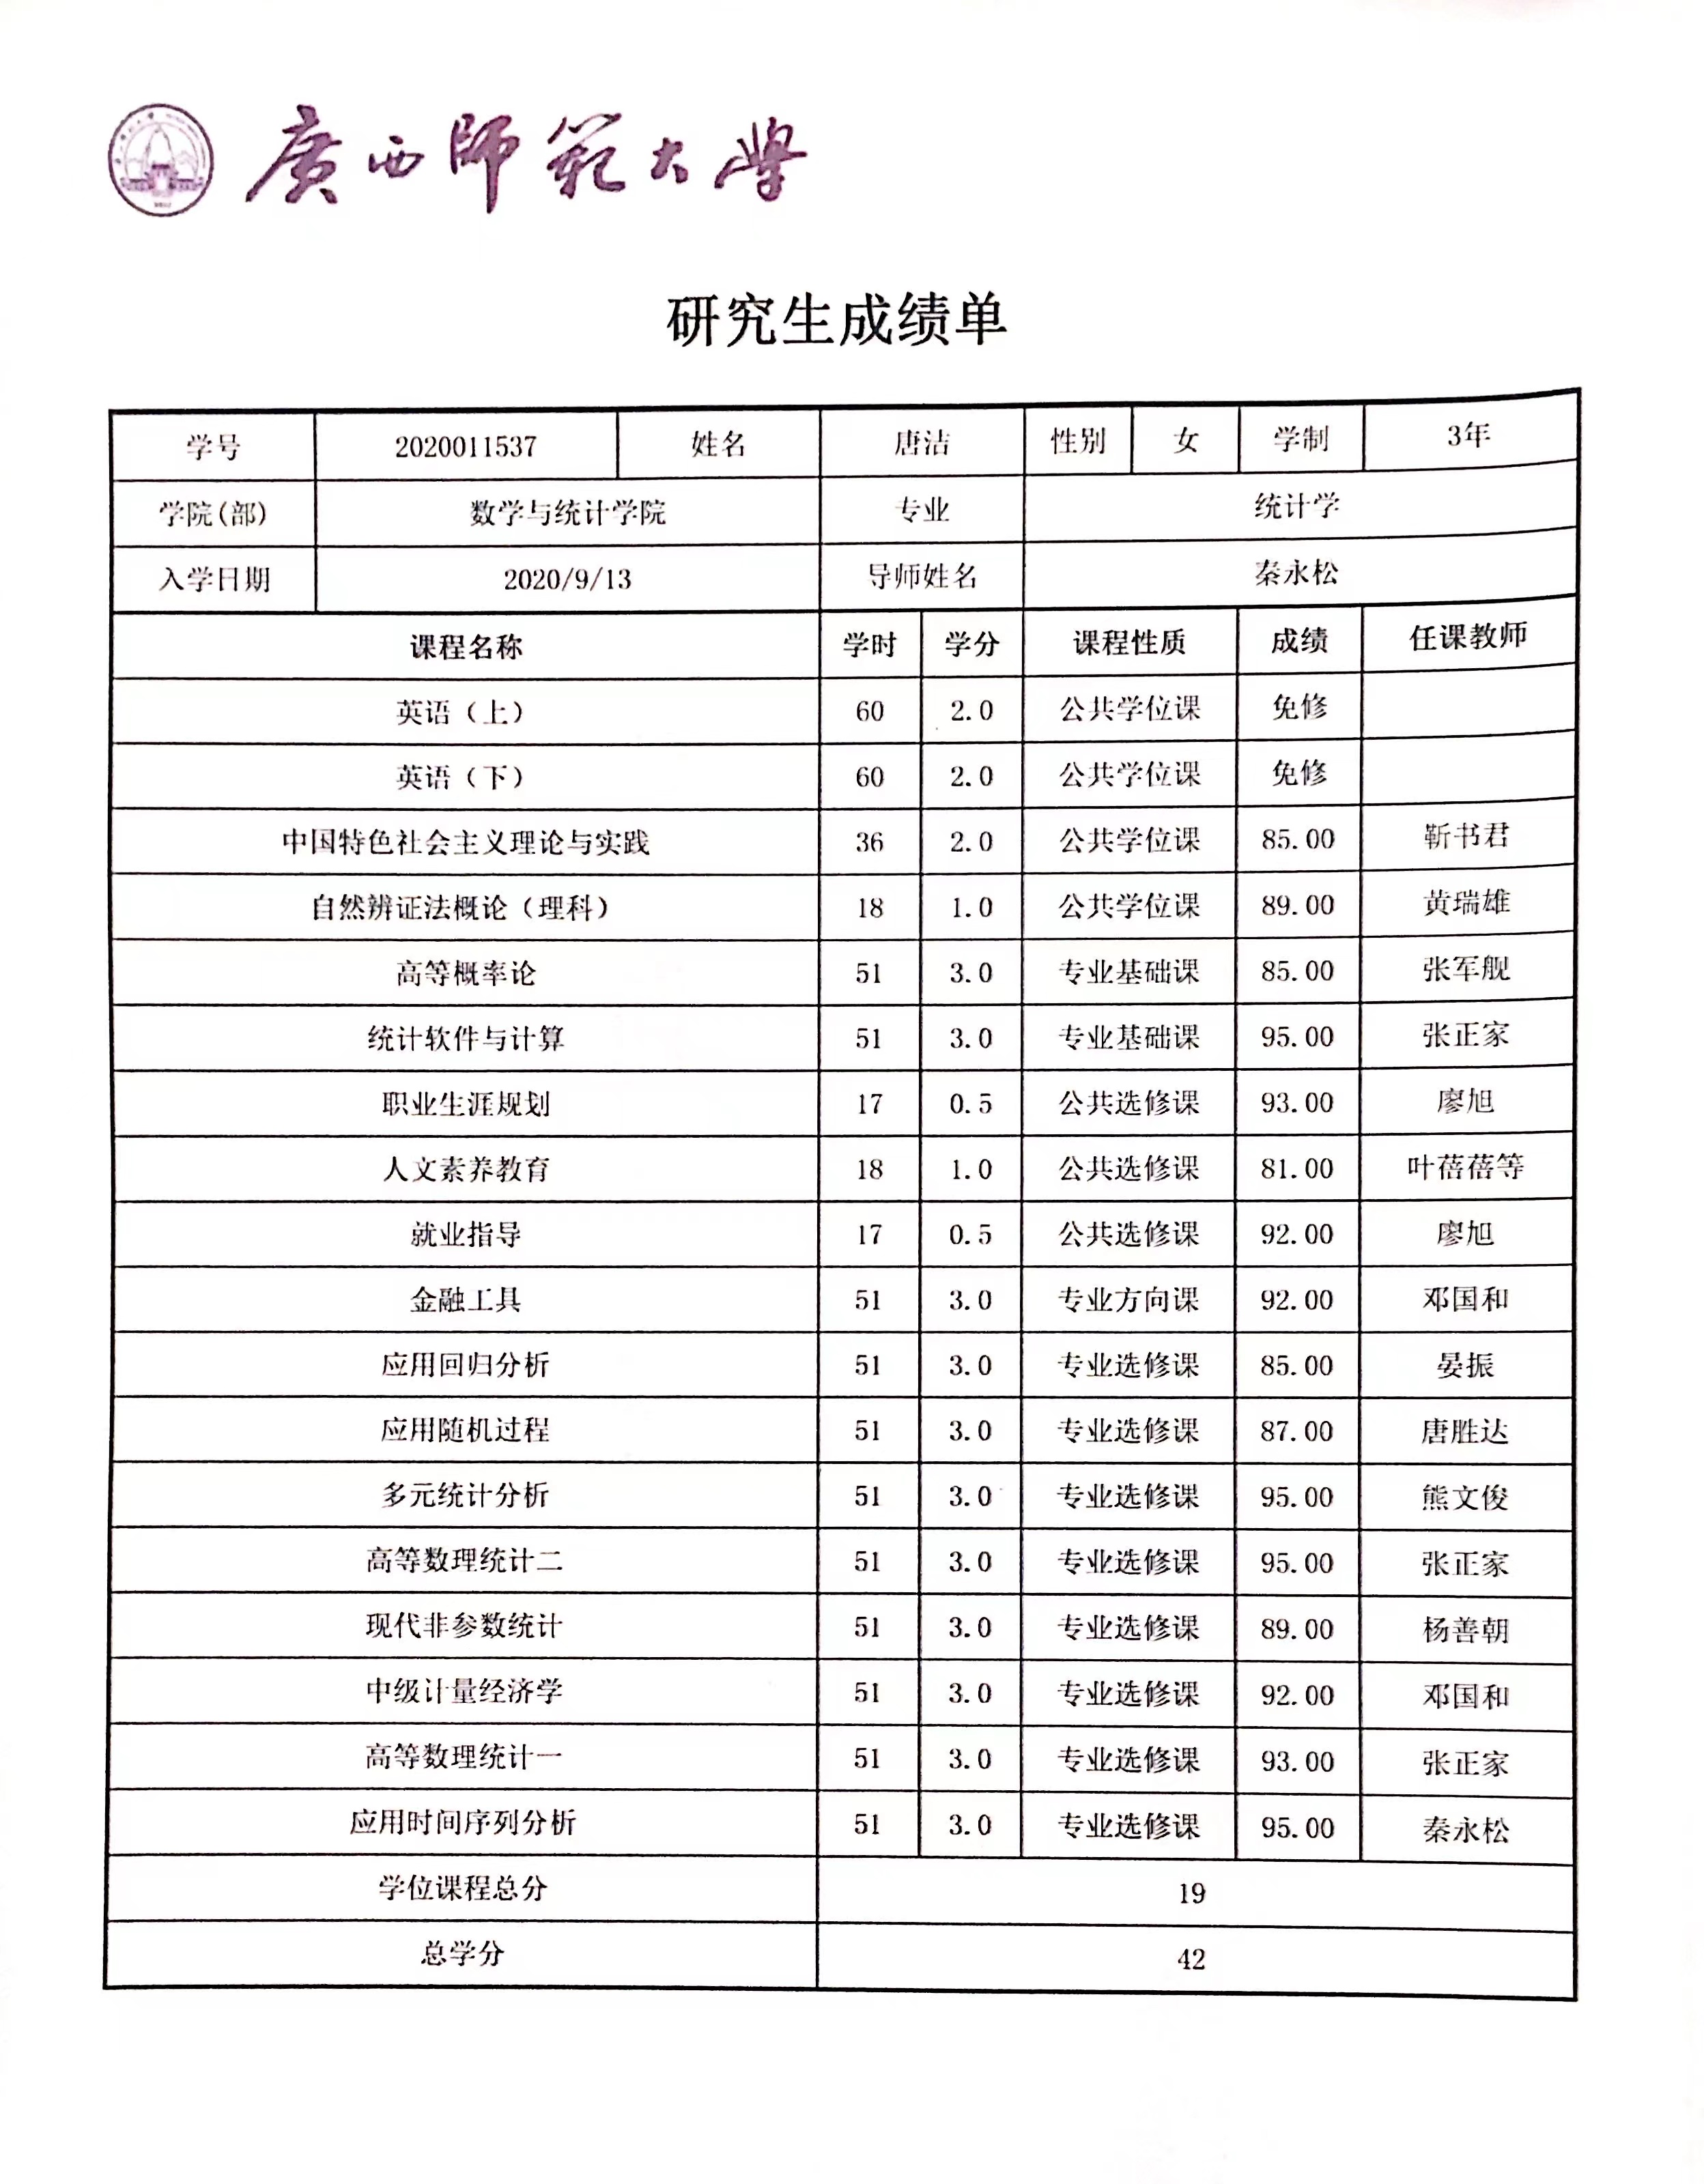 廣西師範大學
研究生成绩单
学号 2020011537 姓名 唐洁 性别 女 学制 3年
学院(部) 数学与统计学院 专业 统计学
入学日期 2020/9/13 导师姓名 秦永松
课程名称 学时 学分 课程性质 成绩 任课教师
英语（上） 60 2.0 公共学位课 免修
英语（下） 60 2.0 公共学位课 免修
中国特色社会主义理论与实践 36 2.0 公共学位课 85.00 靳书君
自然辨证法概论（理科） 18 1.0 公共学位课 89.00 黄瑞雄
高等概率论 51 3.0 专业基础课 85.00 张军舰
统计软件与计算 51 3.0 专业基础课 95.00 张正家
职业生涯规划 17 0.5 公共选修课 93.00 廖旭
人文素养教育 18 1.0 公共选修课 81.00 叶蓓蓓等
就业指导 17 0.5 公共选修课 92.00 廖旭
金融工具 51 3.0 专业方向课 92.00 邓国和
应用回归分析 51 3.0 专业选修课 85.00 晏振
应用随机过程 51 3.0 专业选修课 87.00 唐胜达
多元统计分析 51 3.0 专业选修课 95.00 熊文俊
高等数理统计二 51 3.0 专业选修课 95.00 张正家
现代非参数统计 51 3.0 专业选修课 89.00 杨善朝
中级计量经济学 51 3.0 专业选修课 92.00 邓国和
高等数理统计一 51 3.0 专业选修课 93.00 张正家
应用时间序列分析 51 3.0 专业选修课 95.00 秦永松
学位课程总分 19
总学分 42